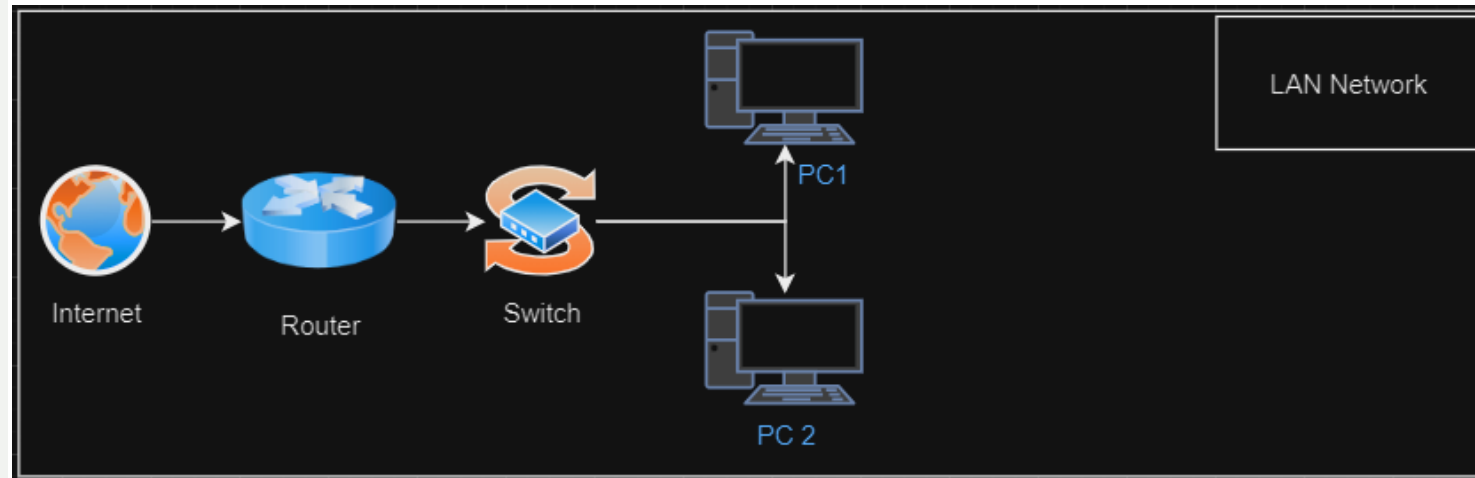 LAN Network
PC1
Internet
Router
Switch
PC 2